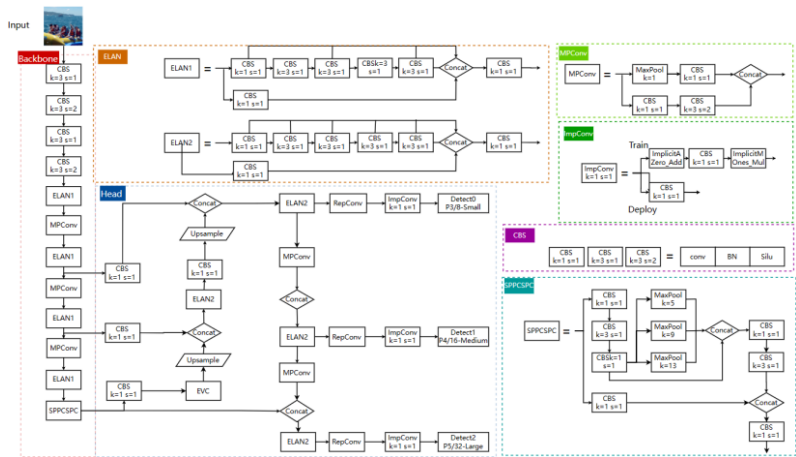 Input
Backbone
CBS
k=3 s=1
CBS
k=3 s=2
CBS
k=3 s=1
CBS
k=3 s=2
ELAN1
MPConv
ELAN1
MPConv
ELAN1
MPConv
ELAN1
SPPCSPC
ELAN
ELAN1
=
CBS
k=1 s=1
CBS
k=3 s=1
CBS
k=3 s=1
CBSk=3
s=1
CBS
k=3 s=1
Concat
CBS
k=1 s=1
CBS
k=1 s=1
ELAN2
=
CBS
k=1 s=1
CBS
k=3 s=1
CBS
k=3 s=1
CBS
k=3 s=1
CBS
k=3 s=1
Concat
CBS
k=1 s=1
CBS
k=1 s=1
Head
Concat
ELAN2
RepConv
ImpConv
k=1 s=1
Detect0
P3/8-Small
Upsample
CBS
k=1 s=1
CBS
k=1 s=1
MPConv
ELAN2
Concat
CBS
k=1 s=1
Concat
ELAN2
RepConv
ImpConv
k=1 s=1
Detect1
P4/16-Medium
Upsample
MPConv
CBS
k=1 s=1
EVC
Concat
ELAN2
RepConv
ImpConv
k=1 s=1
Detect2
P5/32-Large
MPConv
MPConv
=
MaxPool
k=1
CBS
k=1 s=1
Concat
CBS
k=1 s=1
CBS
k=3 s=2
ImpConv
Train
ImpConv
k=1 s=1
=
ImplicitA
Zero_Add
CBS
k=1 s=1
ImplicitM
Ones_Mul
CBS
k=1 s=1
Deploy
CBS
CBS
k=1 s=1
CBS
k=3 s=1
CBS
k=3 s=2
=
conv
BN
Silu
SPPCSPC
SPPCSPC
=
CBS
k=1 s=1
MaxPool
k=5
CBS
k=3 s=1
MaxPool
k=9
Concat
CBS
k=1 s=1
CBSk=1
s=1
MaxPool
k=13
CBS
k=3 s=1
CBS
k=1 s=1
Concat
CBS
k=1 s=1